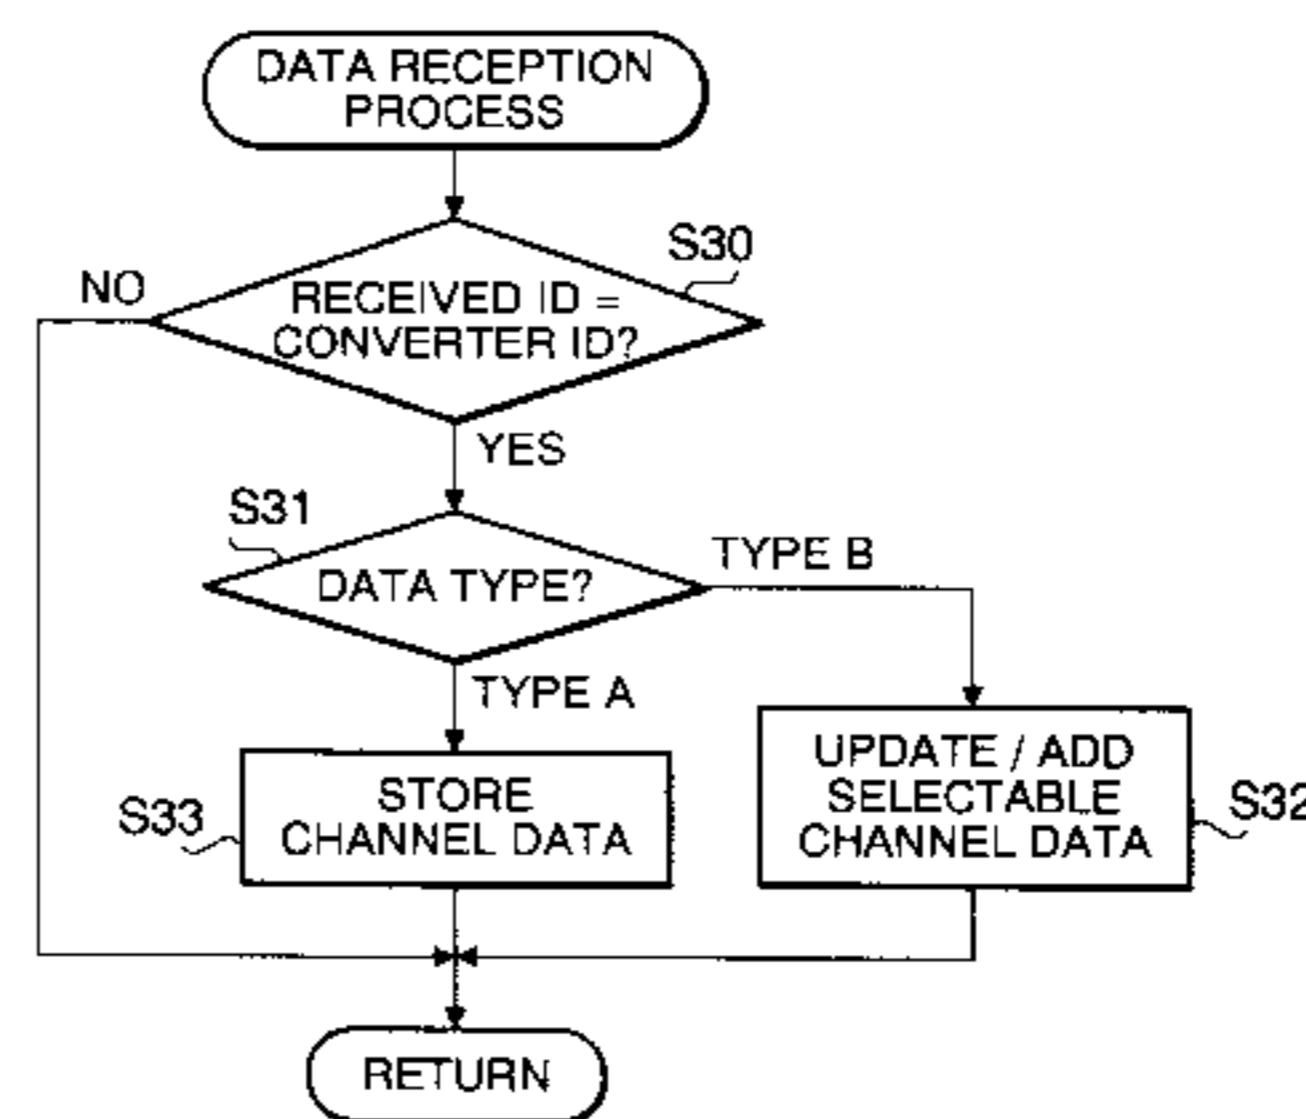 DATA RECEPTION
PROCESS
S30
NO
RECEIVED ID =
CONVERTER ID?
YES
S31
TYPE B
DATA TYPE?
TYPE A
UPDATE / ADD
SELECTABLE
CHANNEL DATA
S32
STORE
CHANNEL DATA
S33
RETURN